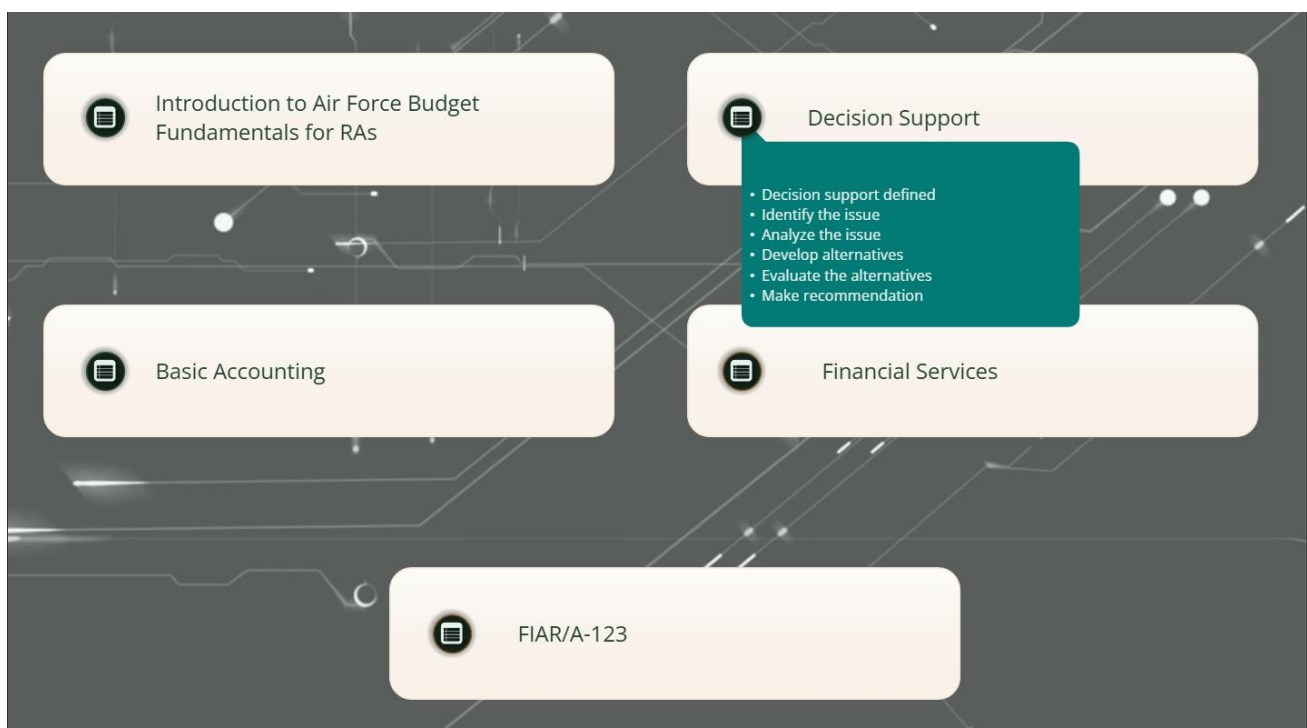 Introduction to Air Force Budget
Fundamentals for RAs
Decision Support
• Decision support defined
• Identify the issue
• Analyze the issue
• Develop alternatives
• Evaluate the alternatives
• Make recommendation
Basic Accounting
Financial Services
FIAR/A-123